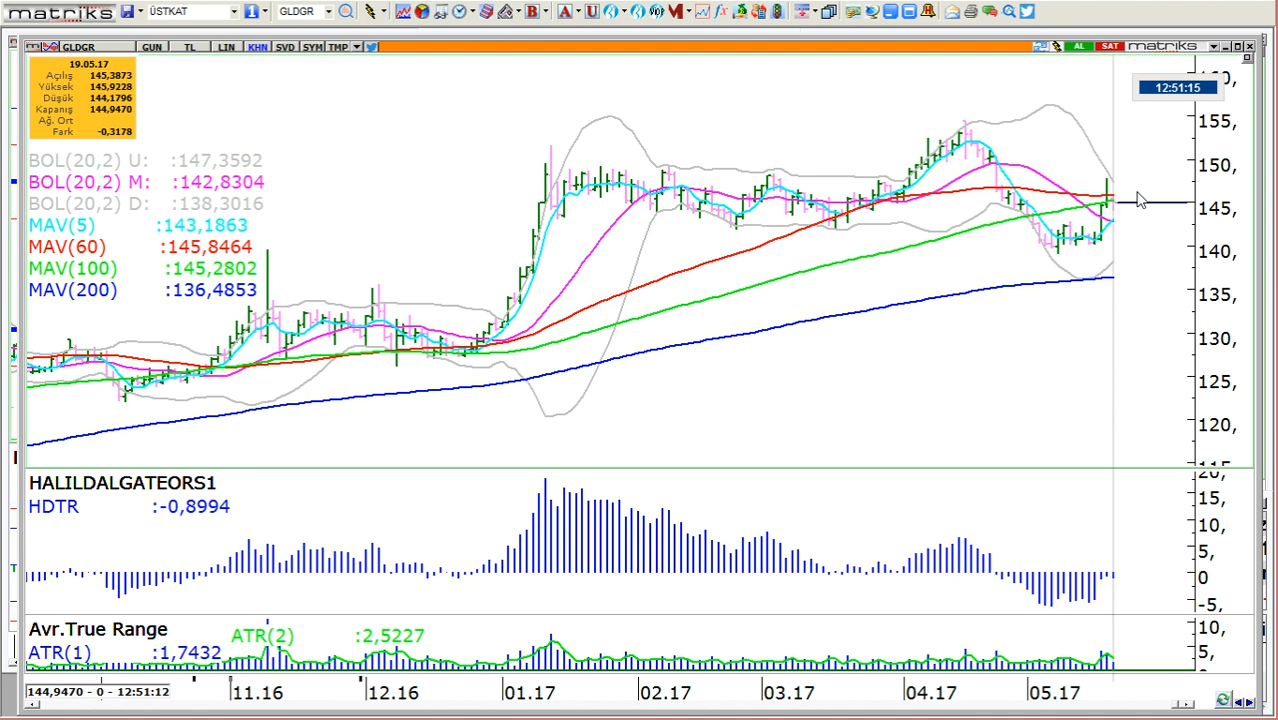 matriks ÜSTKAT GLDGR
GLDGR GUN TL LIN KHN SVD SYM TMP AL SAT matriks
19.05.17
Açılış 145,3873
Yüksek 145,9228
Düşük 144,1796
Kapanış 144,9470
Ağ. Ort
Fark -0,3178
12:51:15
BOL(20,2) U: :147,3592
BOL(20,2) M: :142,8304
BOL(20,2) D: :138,3016
MAV(5) :143,1863
MAV(60) :145,8464
MAV(100) :145,2802
MAV(200) :136,4853
160,
155,
150,
145,
140,
135,
130,
125,
120,
115,
HALILDALGATEORS1
HDTR :-0,8994
20,
15,
10,
5,
0
-5,
Avr.True Range
ATR(2) :2,5227
ATR(1) :1,7432
10,
5,
0
144,9470 - 0 - 12:51:12
11.16 12.16 01.17 02.17 03.17 04.17 05.17